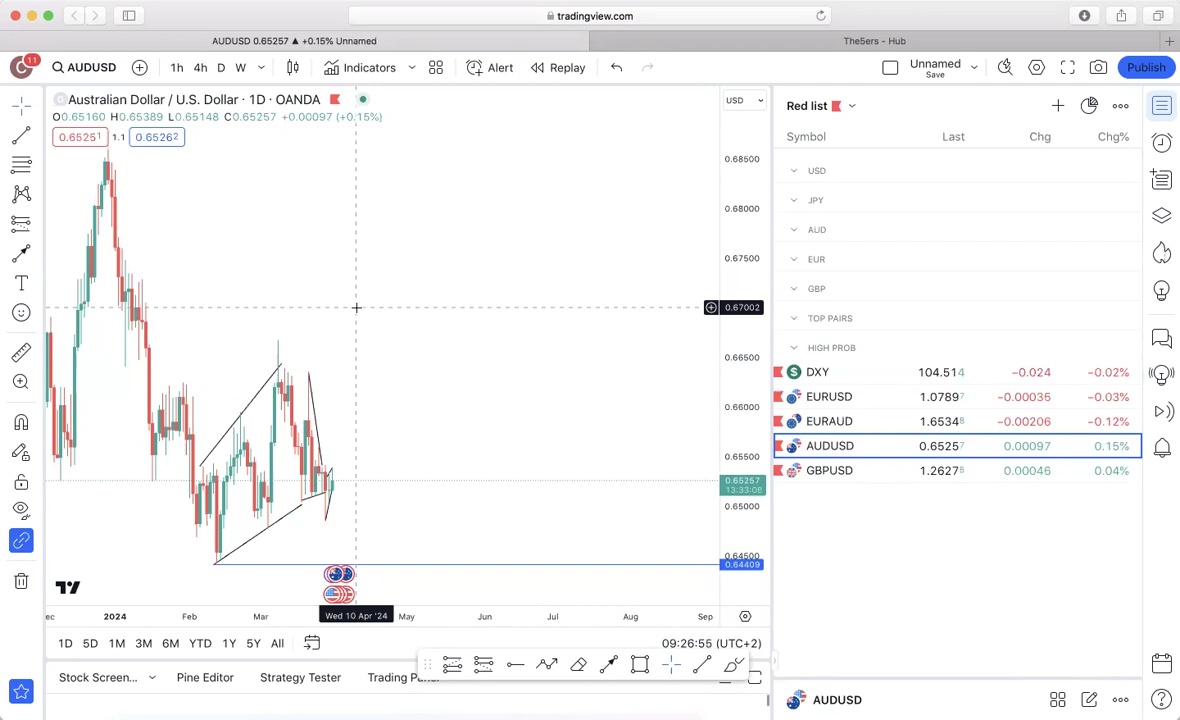 tradingview.com
AUDUSD 0.65257 ▲ +0.15% Unnamed
The5ers - Hub
C 11
AUDUSD
1h 4h D W
Indicators
Alert
Replay
Unnamed
Save
Publish
Australian Dollar / U.S. Dollar · 1D · OANDA
O0.65160 H0.65389 L0.65148 C0.65257 +0.00097 (+0.15%)
0.65251 1.1 0.65262
USD
0.68500
0.68000
0.67500
0.67002
0.66500
0.66000
0.65500
0.65257
13:33:05
0.65000
0.64500
0.64409
ec 2024 Feb Mar Wed 10 Apr '24 May Jun Jul Aug Sep
1D 5D 1M 3M 6M YTD 1Y 5Y All
09:26:55 (UTC+2)
Stock Screen...
Pine Editor
Strategy Tester
Trading Pane
Red list
Symbol Last Chg Chg%
USD
JPY
AUD
EUR
GBP
TOP PAIRS
HIGH PROB
DXY 104.514 −0.024 −0.02%
EURUSD 1.07897 −0.00036 −0.03%
EURAUD 1.65348 −0.00206 −0.12%
AUDUSD 0.65257 0.00097 0.15%
GBPUSD 1.26276 0.00046 0.04%
AUDUSD